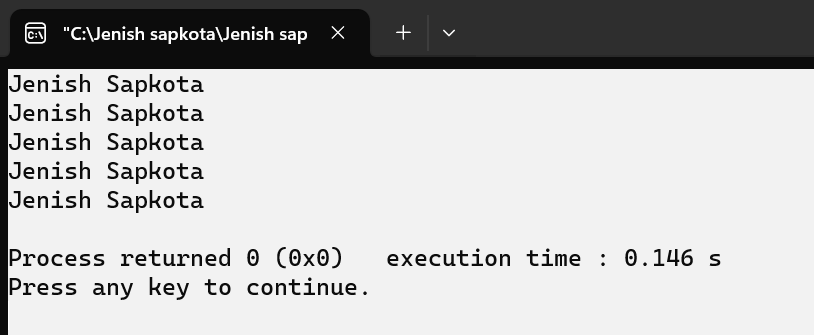 "C:\Jenish sapkota\Jenish sap
Jenish Sapkota
Jenish Sapkota
Jenish Sapkota
Jenish Sapkota
Jenish Sapkota
Process returned 0 (0x0)   execution time : 0.146 s
Press any key to continue.